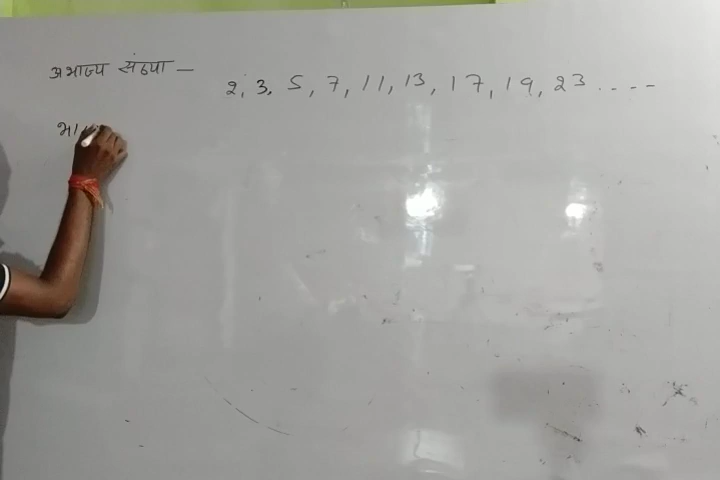 अभाज्य संख्या — 2, 3, 5, 7, 11, 13, 17, 19, 23 . . . . --